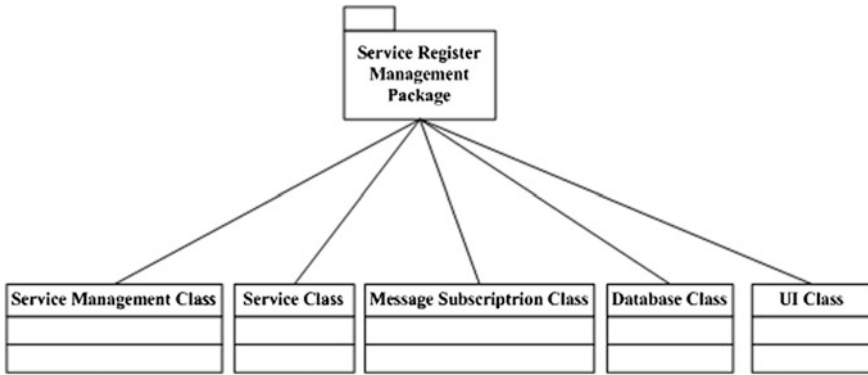 Service Register
Management
Package
Service Management Class
Service Class
Message Subscriptrion Class
Database Class
UI Class